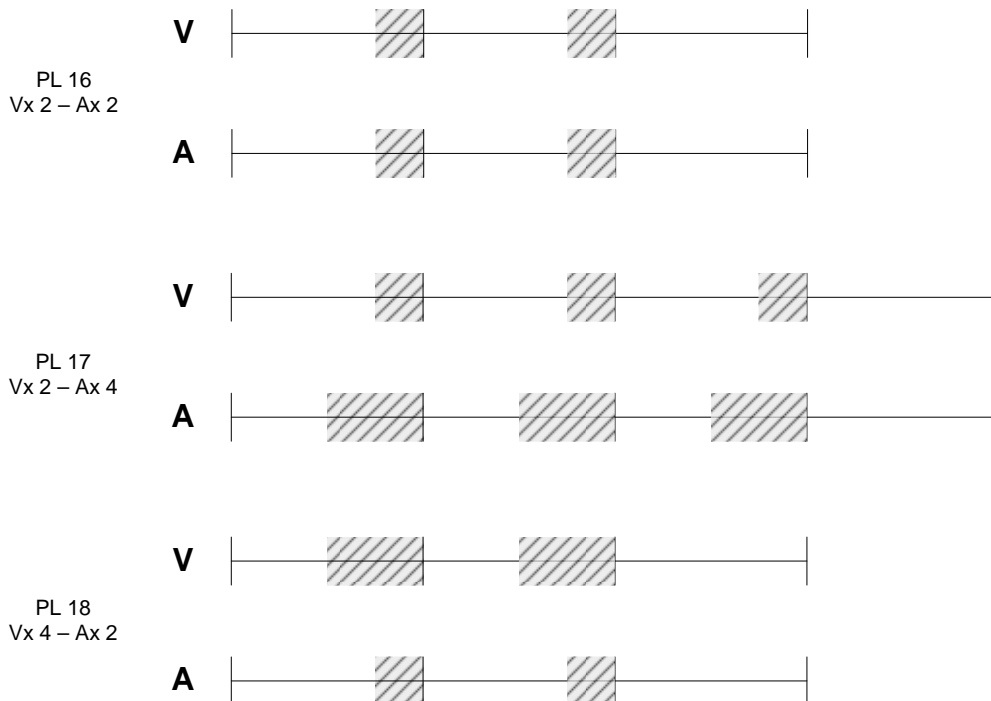 V
PL 16
Vx 2 – Ax 2
A
V
PL 17
Vx 2 – Ax 4
A
V
PL 18
Vx 4 – Ax 2
A